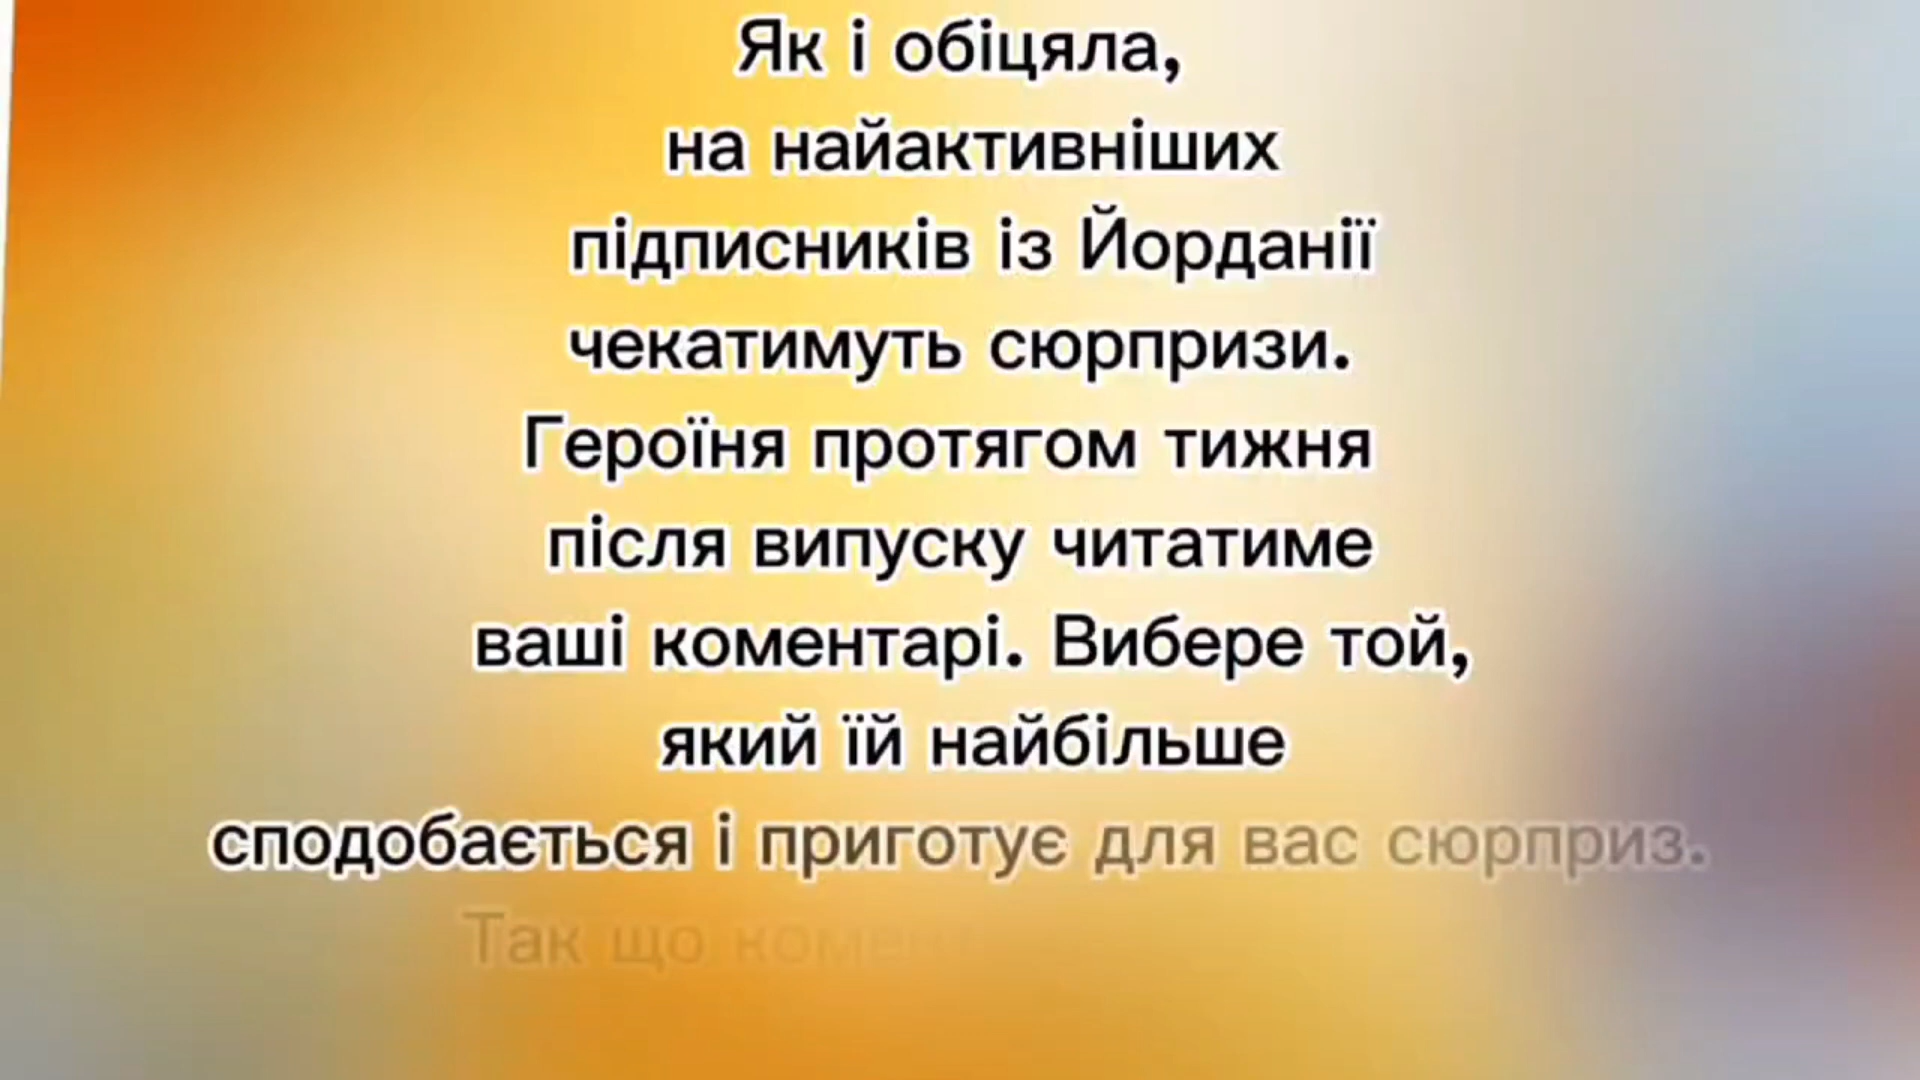 Як і обіцяла,
на найактивніших
підписників із Йорданії
чекатимуть сюрпризи.
Героїня протягом тижня
після випуску читатиме
ваші коментарі. Вибере той,
який їй найбільше
сподобається і приготує для вас сюрприз.
Так що